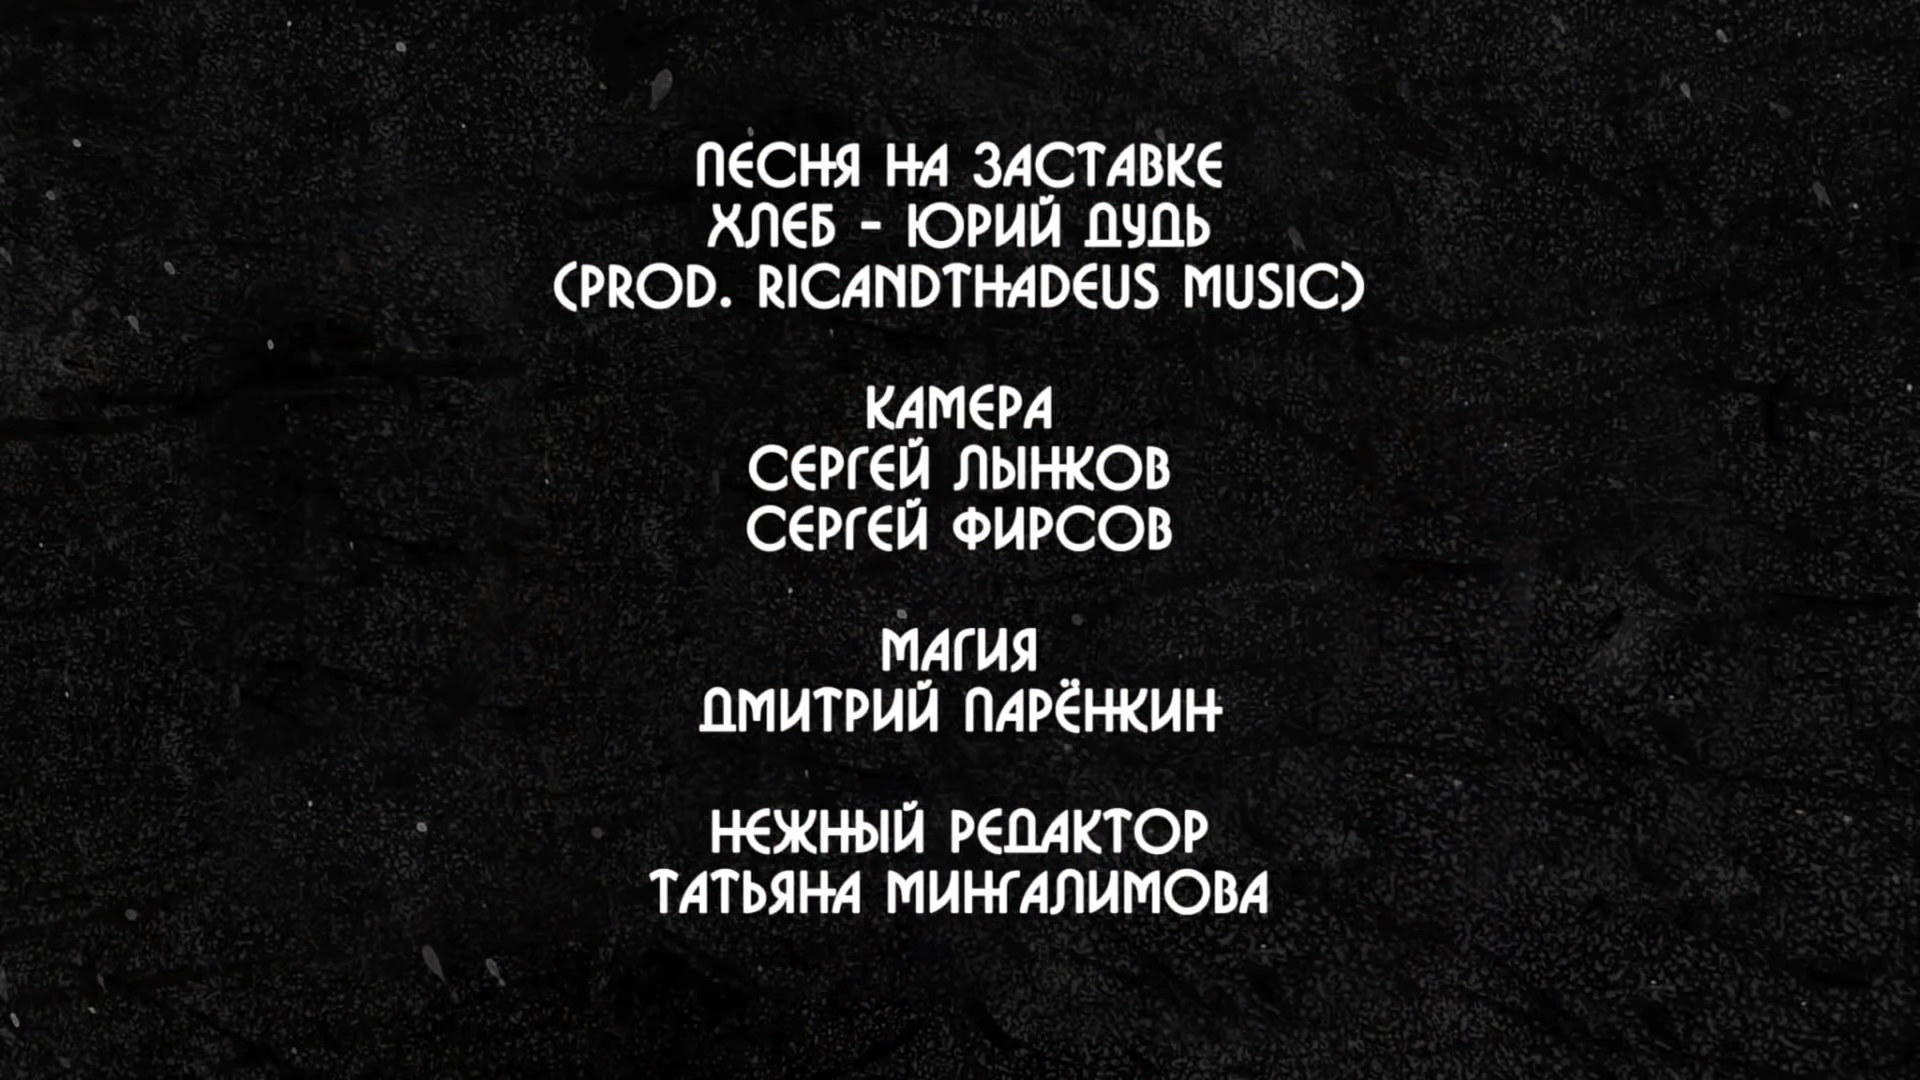 ПЕСНЯ НА ЗАСТАВКЕ
ХЛЕБ - ЮРИЙ ДУДЬ
(PROD. RICANDTHADEUS MUSIC)
КАМЕРА
СЕРГЕЙ ЛЫНКОВ
СЕРГЕЙ ФИРСОВ
МАГИЯ
ДМИТРИЙ ПАРЁНКИН
НЕЖНЫЙ РЕДАКТОР
ТАТЬЯНА МИНГАЛИМОВА